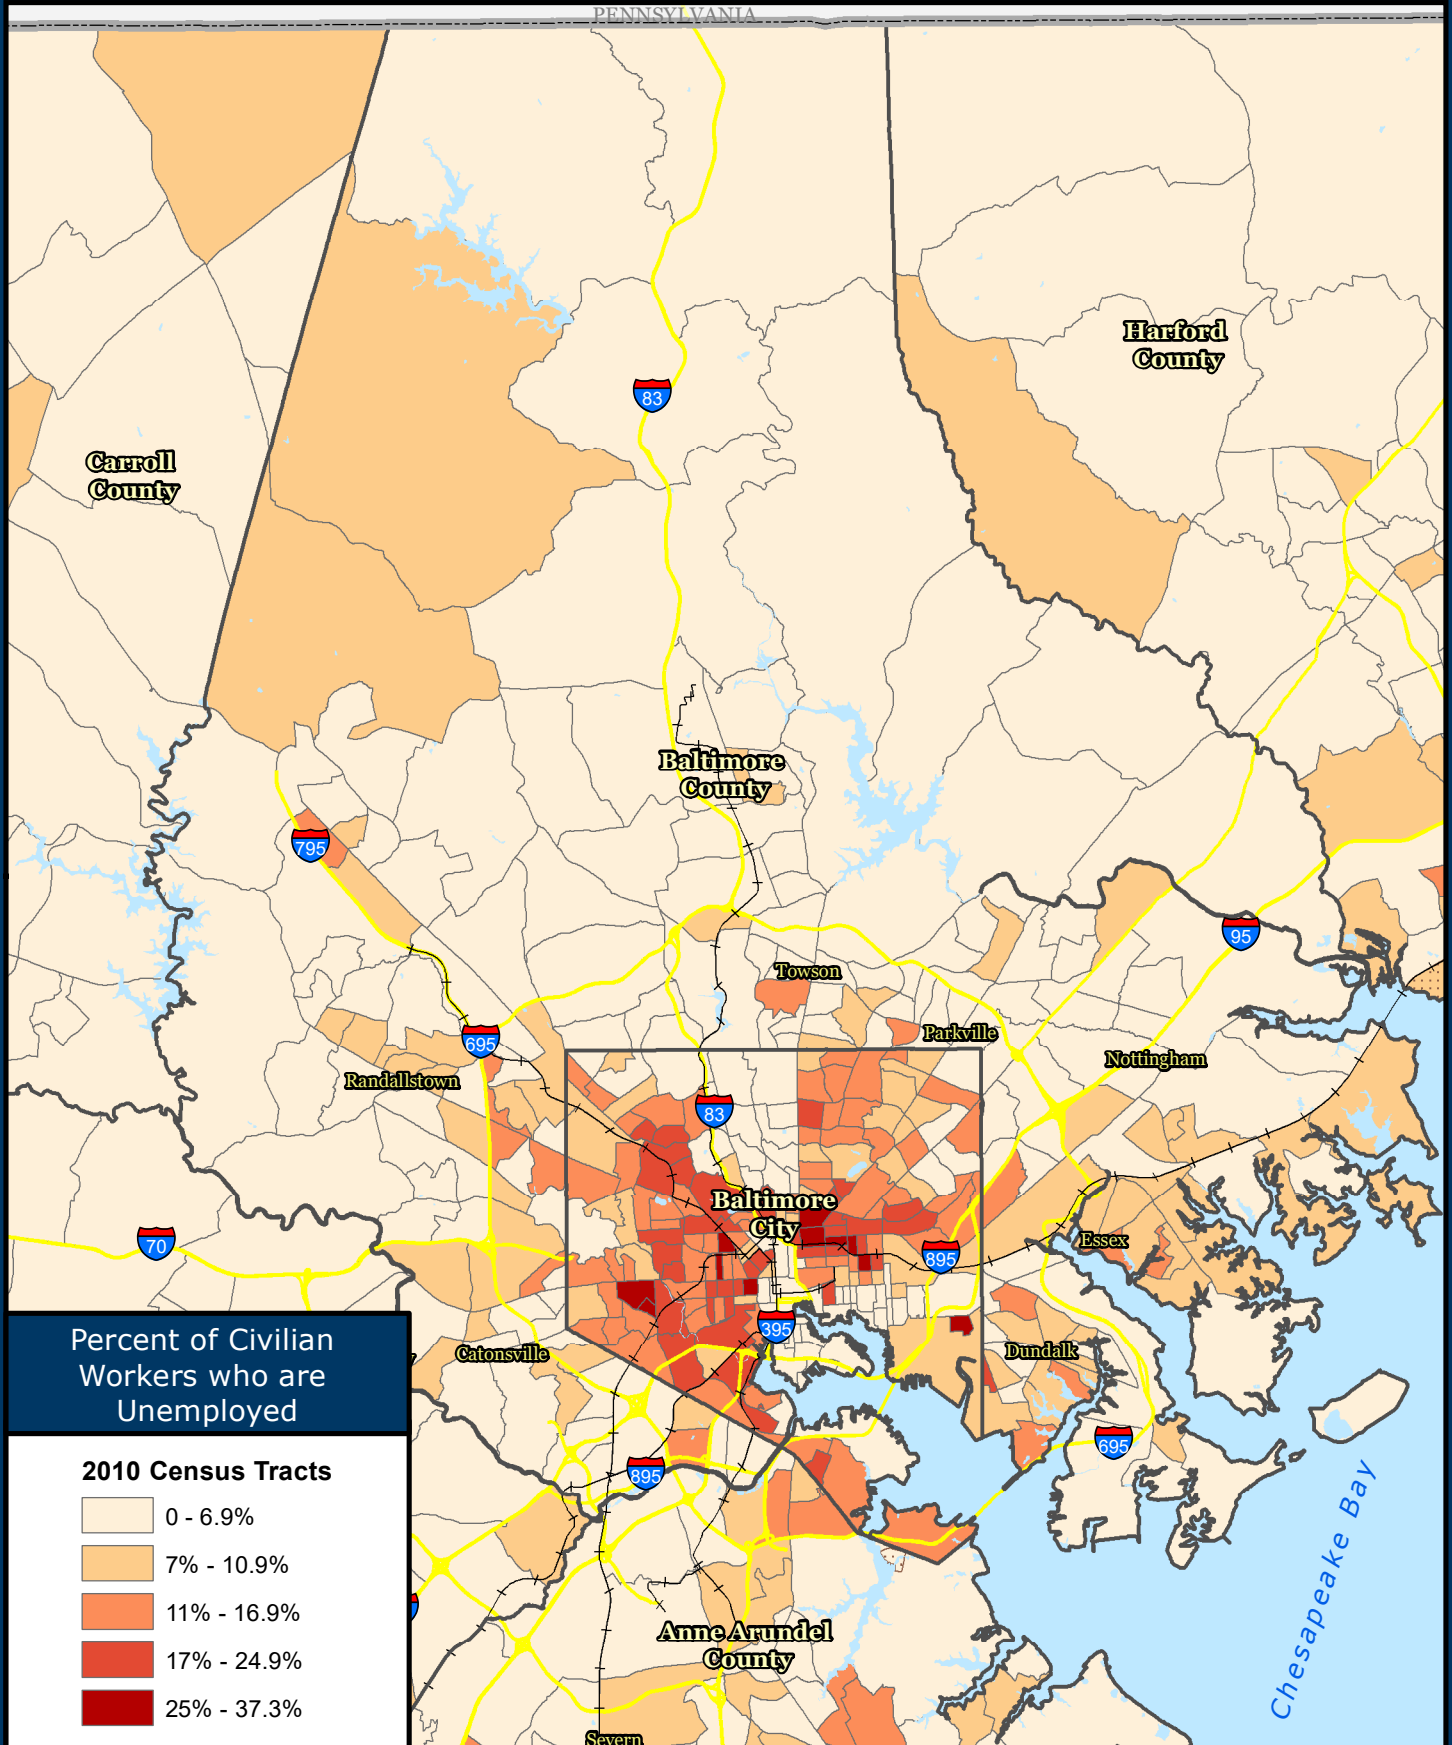 PENNSYLVANIA
Harford
County
83
Carroll
County
Baltimore
County
795
95
Towson
Parkville
695
Nottingham
Randallstown
83
Baltimore
City
70
Essex
895
395
Catonsville
Dundalk
695
895
Anne Arundel
County
Severn
Chesapeake Bay
Percent of Civilian
Workers who are
Unemployed
2010 Census Tracts
0 - 6.9%
7% - 10.9%
11% - 16.9%
17% - 24.9%
25% - 37.3%